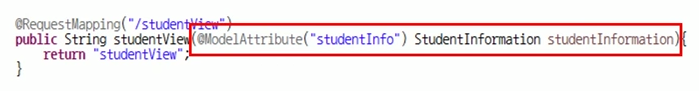 @RequestMapping("/studentView")
public String studentView(@ModelAttribute("studentInfo") StudentInformation studentInformation){
return "studentView";
}